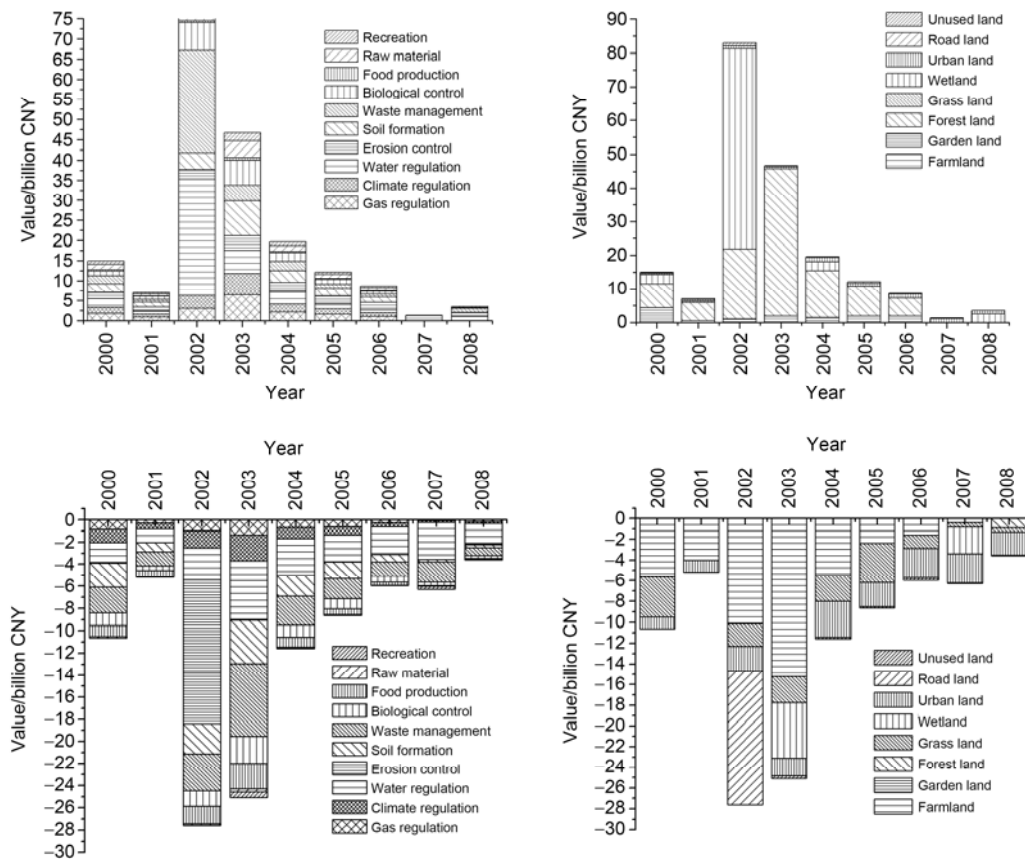 Value/billion CNY
75
70
65
60
55
50
45
40
35
30
25
20
15
10
5
0
Recreation
Raw material
Food production
Biological control
Waste management
Soil formation
Erosion control
Water regulation
Climate regulation
Gas regulation
2000
2001
2002
2003
2004
2005
2006
2007
2008
Year
Value/billion CNY
90
80
70
60
50
40
30
20
10
0
Unused land
Road land
Urban land
Wetland
Grass land
Forest land
Garden land
Farmland
2000
2001
2002
2003
2004
2005
2006
2007
2008
Year
Year
2000
2001
2002
2003
2004
2005
2006
2007
2008
Value/billion CNY
0
−2
−4
−6
−8
−10
−12
−14
−16
−18
−20
−22
−24
−26
−28
−30
Recreation
Raw material
Food production
Biological control
Waste management
Soil formation
Erosion control
Water regulation
Climate regulation
Gas regulation
Year
2000
2001
2002
2003
2004
2005
2006
2007
2008
Value/billion CNY
0
−2
−4
−6
−8
−10
−12
−14
−16
−18
−20
−22
−24
−26
−28
−30
Unused land
Road land
Urban land
Wetland
Grass land
Forest land
Garden land
Farmland